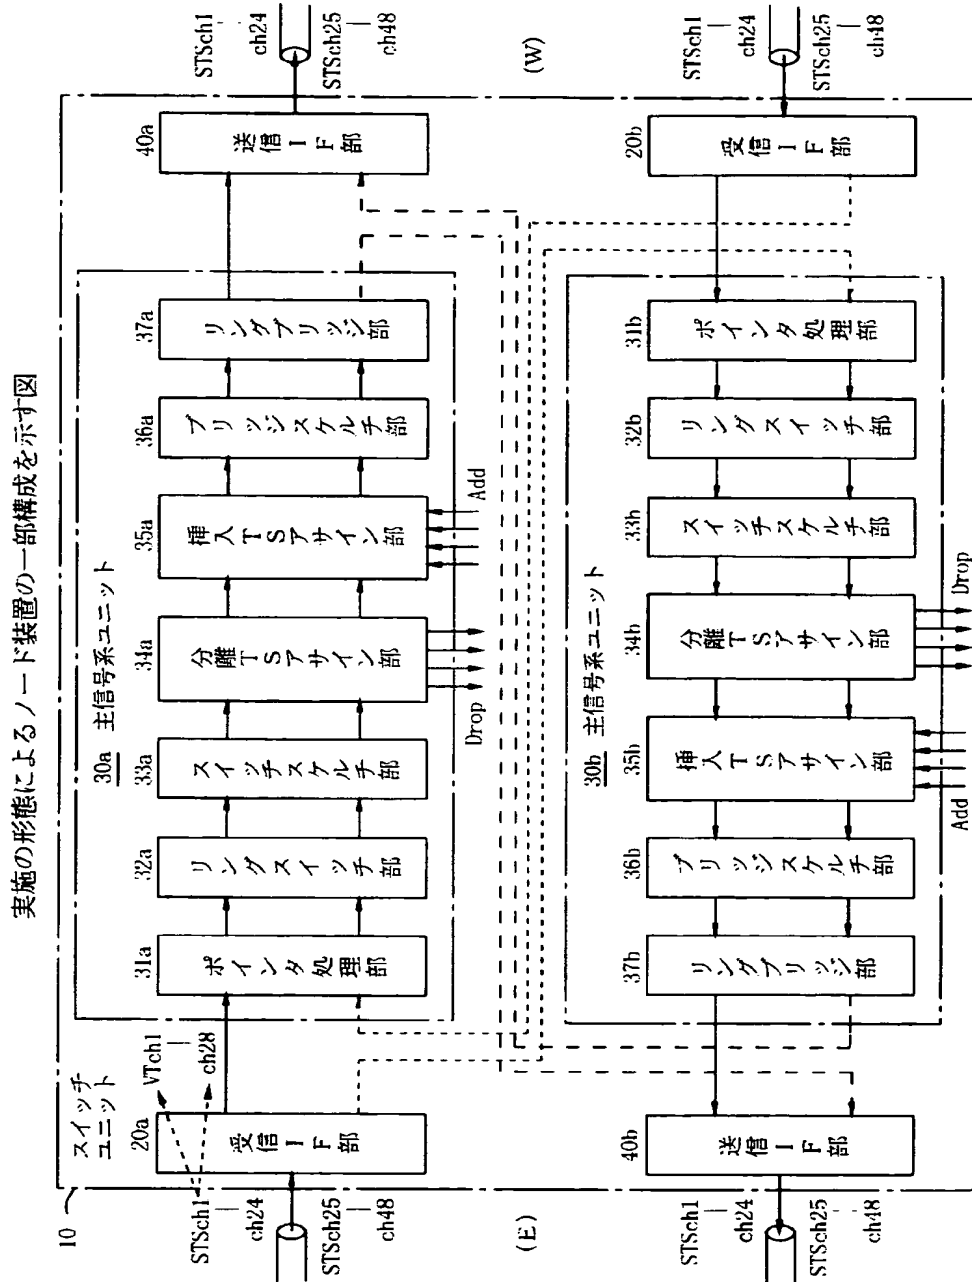 実施の形態によるノード装置の一部構成を示す図
10
スイッチ
ユニット
STSch1
ch24
STSch25
ch48
VTch1
ch28
20a
受信IF部
30a 主信号系ユニット
31a
ポインタ処理部
32a
リングスイッチ部
33a
スイッチスケルチ部
34a
分離TSアサイン部
Drop
35a
挿入TSアサイン部
Add
36a
ブリッジスケルチ部
37a
リングブリッジ部
40a
送信IF部
STSch1
ch24
STSch25
ch48
(E)
(W)
STSch1
ch24
STSch25
ch48
40b
送信IF部
30b 主信号系ユニット
37b
リングブリッジ部
36b
ブリッジスケルチ部
35b
挿入TSアサイン部
Add
34b
分離TSアサイン部
Drop
33b
スイッチスケルチ部
32b
リングスイッチ部
31b
ポインタ処理部
20b
受信IF部
STSch1
ch24
STSch25
ch48